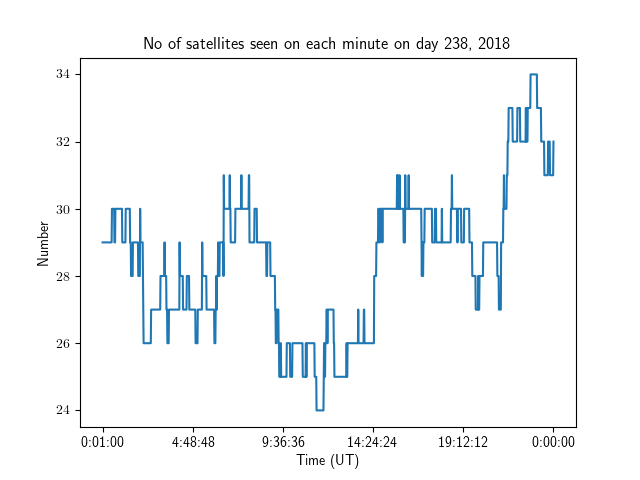 No of satellites seen on each minute on day 238, 2018
34
32
30
28
26
24
Number
0:01:00 4:48:48 9:36:36 14:24:24 19:12:12 0:00:00
Time (UT)